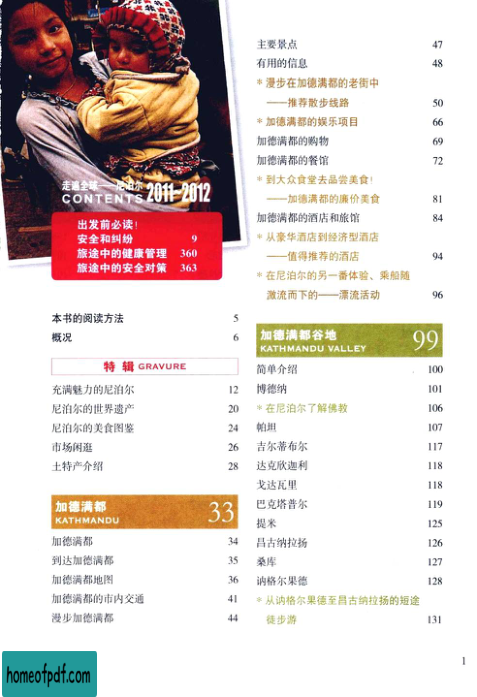 走遍全球——尼泊尔
CONTENTS 2011-2012
出发前必读!
安全和纠纷 9
旅途中的健康管理 360
旅途中的安全对策 363
本书的阅读方法 5
概况 6
特 辑 GRAVURE
充满魅力的尼泊尔 12
尼泊尔的世界遗产 20
尼泊尔的美食图鉴 24
市场闲逛 26
土特产介绍 28
加德满都
KATHMANDU 33
加德满都 34
到达加德满都 35
加德满都地图 36
加德满都的市内交通 41
漫步加德满都 44
主要景点 47
有用的信息 48
*漫步在加德满都的老街中
——推荐散步线路 50
*加德满都的娱乐项目 66
加德满都的购物 69
加德满都的餐馆 72
*到大众食堂去品尝美食!
——加德满都的廉价美食 81
加德满都的酒店和旅馆 84
*从豪华酒店到经济型酒店
——值得推荐的酒店 94
*在尼泊尔的另一番体验、乘船随
激流而下的——漂流活动 96
加德满都谷地
KATHMANDU VALLEY 99
简单介绍 100
博德纳 101
*在尼泊尔了解佛教 106
帕坦 107
吉尔蒂布尔 117
达克欣迦利 118
戈达瓦里 118
巴克塔普尔 119
提米 125
昌古纳拉扬 126
桑库 127
讷格尔果德 128
*从讷格尔果德至昌古纳拉扬的短途
徒步游 131
1
homeofpdf.com